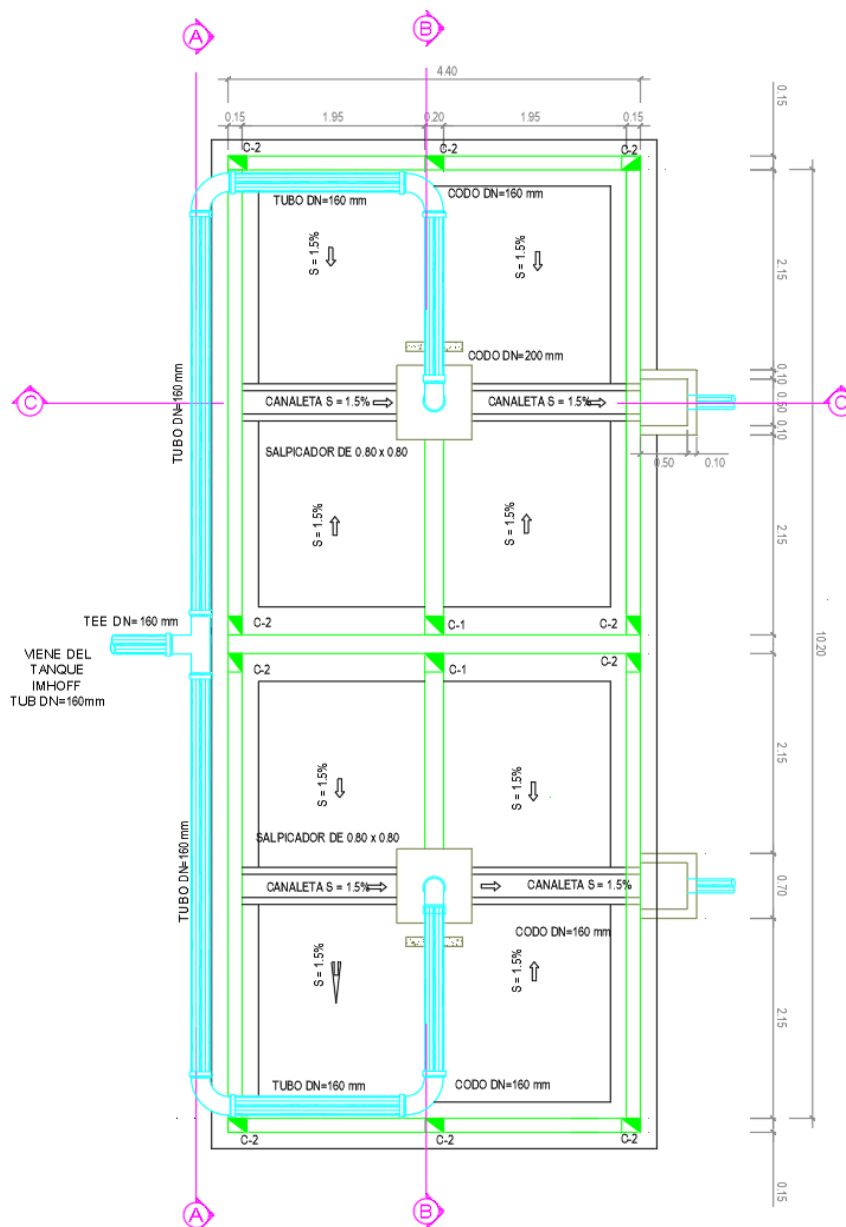 A
B
4.40
0.15
0.15
1.95
0.20
1.95
0.15
C-2
C-2
C-2
TUBO DN=160 mm
CODO DN=160 mm
S = 1.5%
S = 1.5%
2.15
CODO DN=200 mm
TUBO DN=160 mm
0.10
C
CANALETA S = 1.5%
CANALETA S = 1.5%
0.50
C
0.10
SALPICADOR DE 0.80 x 0.80
0.50
0.10
S = 1.5%
S = 1.5%
2.15
TEE DN= 160 mm
C-2
C-1
C-2
10.20
VIENE DEL
TANQUE
IMHOFF
TUB DN=160mm
C-2
C-1
C-2
S = 1.5%
S = 1.5%
2.15
SALPICADOR DE 0.80 x 0.80
TUBO DN=160 mm
CANALETA S = 1.5%
CANALETA S = 1.5%
0.70
CODO DN=160 mm
S = 1.5%
S = 1.5%
2.15
TUBO DN=160 mm
CODO DN=160 mm
C-2
C-2
C-2
0.15
A
B